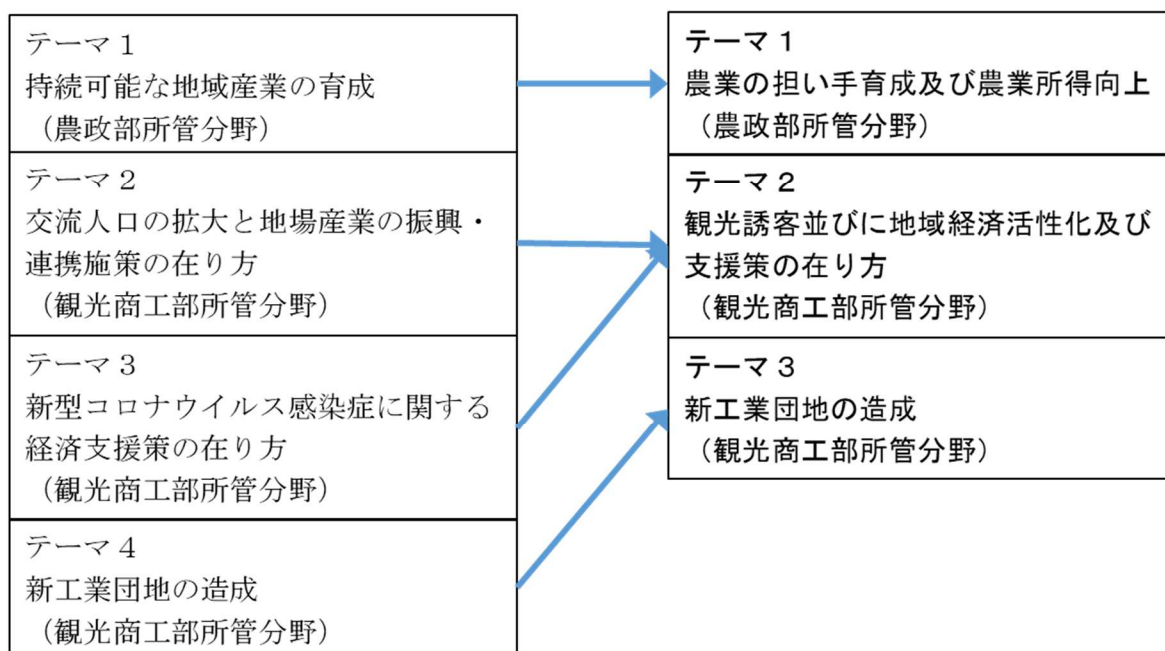 テーマ１
持続可能な地域産業の育成
（農政部所管分野）
テーマ２
交流人口の拡大と地場産業の振興・
連携施策の在り方
（観光商工部所管分野）
テーマ３
新型コロナウイルス感染症に関する
経済支援策の在り方
（観光商工部所管分野）
テーマ４
新工業団地の造成
（観光商工部所管分野）
テーマ１
農業の担い手育成及び農業所得向上
（農政部所管分野）
テーマ２
観光誘客並びに地域経済活性化及び
支援策の在り方
（観光商工部所管分野）
テーマ３
新工業団地の造成
（観光商工部所管分野）